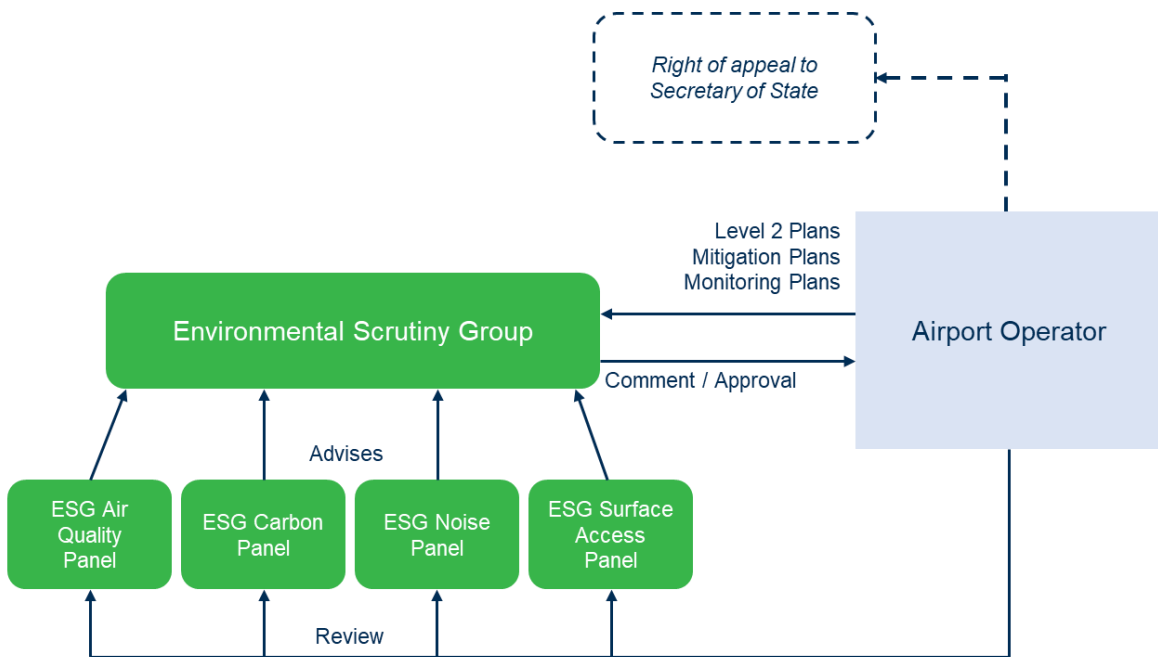 Right of appeal to
Secretary of State
Level 2 Plans
Mitigation Plans
Monitoring Plans
Environmental Scrutiny Group
Airport Operator
Comment / Approval
Advises
ESG Air
Quality
Panel
ESG Carbon
Panel
ESG Noise
Panel
ESG Surface
Access
Panel
Review